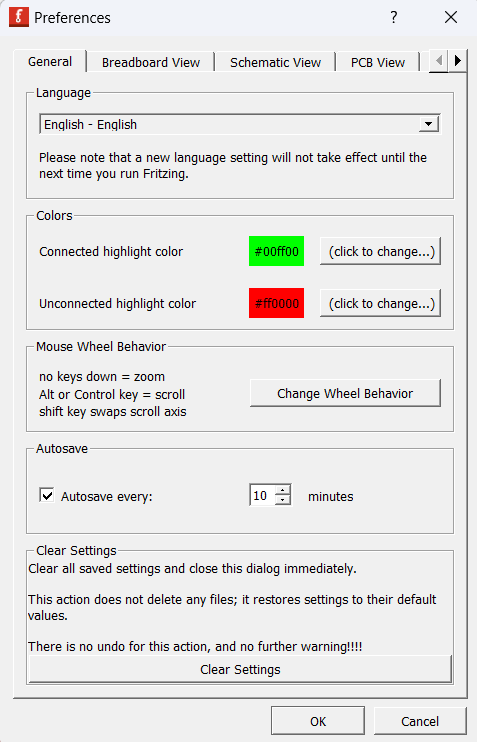 Preferences
?
General
Breadboard View
Schematic View
PCB View
Language
English - English
Please note that a new language setting will not take effect until the
next time you run Fritzing.
Colors
Connected highlight color
#00ff00
(click to change...)
Unconnected highlight color
#ff0000
(click to change...)
Mouse Wheel Behavior
no keys down = zoom
Alt or Control key = scroll
shift key swaps scroll axis
Change Wheel Behavior
Autosave
Autosave every:
10
minutes
Clear Settings
Clear all saved settings and close this dialog immediately.
This action does not delete any files; it restores settings to their default
values.
There is no undo for this action, and no further warning!!!!
Clear Settings
OK
Cancel